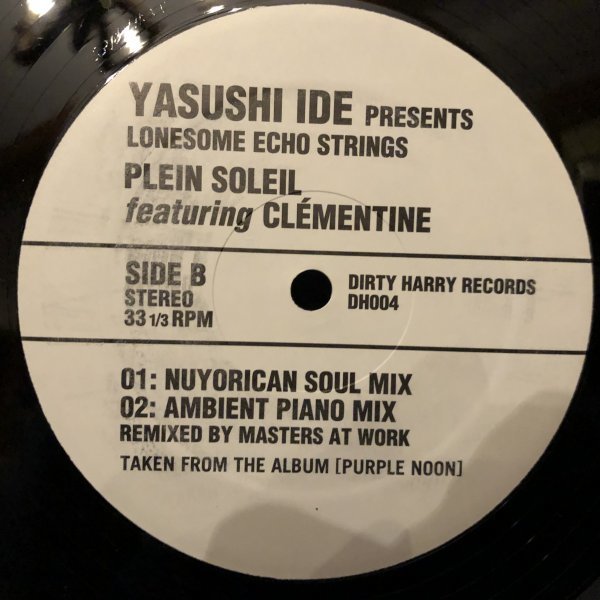 YASUSHI IDE PRESENTS
LONESOME ECHO STRINGS
PLEIN SOLEIL
featuring CLÉMENTINE
SIDE B
STEREO
33 1/3 RPM
DIRTY HARRY RECORDS
DH004
01: NUYORICAN SOUL MIX
02: AMBIENT PIANO MIX
REMIXED BY MASTERS AT WORK
TAKEN FROM THE ALBUM [PURPLE NOON]